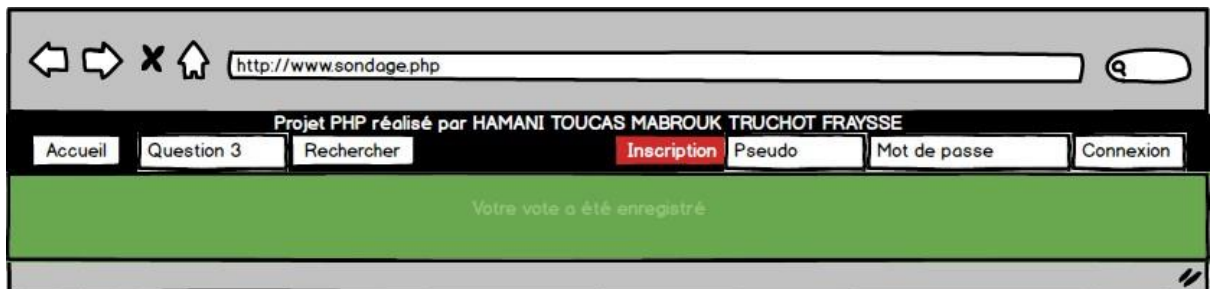 http://www.sondage.php
Projet PHP réalisé par HAMANI TOUCAS MABROUK TRUCHOT FRAYSSE
Accueil Question 3 Rechercher Inscription Pseudo Mot de passe Connexion
Votre vote a été enregistré